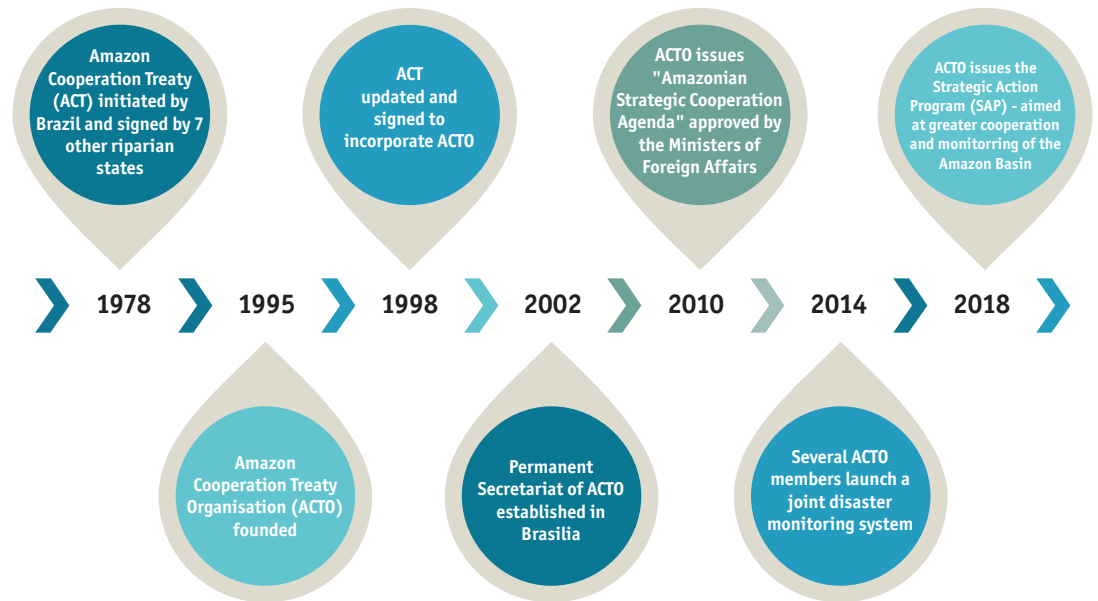 Amazon
Cooperation Treaty
(ACT) initiated by
Brazil and signed by 7
other riparian
states
ACT
updated and
signed to
incorporate ACTO
ACTO issues
"Amazonian
Strategic Cooperation
Agenda" approved by
the Ministers of
Foreign Affairs
ACTO issues the
Strategic Action
Program (SAP) - aimed
at greater cooperation
and monitorring of the
Amazon Basin
1978
1995
1998
2002
2010
2014
2018
Amazon
Cooperation Treaty
Organisation (ACTO)
founded
Permanent
Secretariat of ACTO
established in
Brasilia
Several ACTO
members launch a
joint disaster
monitoring system